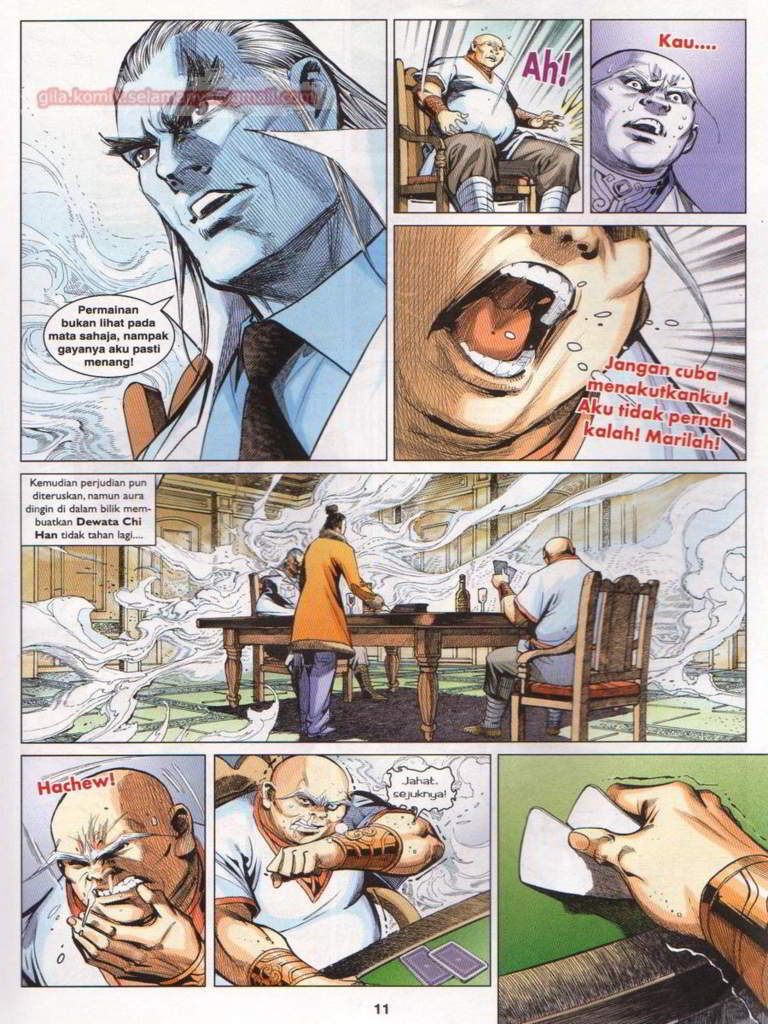 Permainan
bukan lihat pada
mata sahaja, nampak
gayanya aku pasti
menang!
Ah!
Kau....
Jangan cuba
menakutkanku!
Aku tidak pernah
kalah! Marilah!
Kemudian perjudian pun
diteruskan, namun aura
dingin di dalam bilik mem-
buatkan Dewata Chi
Han tidak tahan lagi....
Hachew!
Jahat,
sejuknya!
11